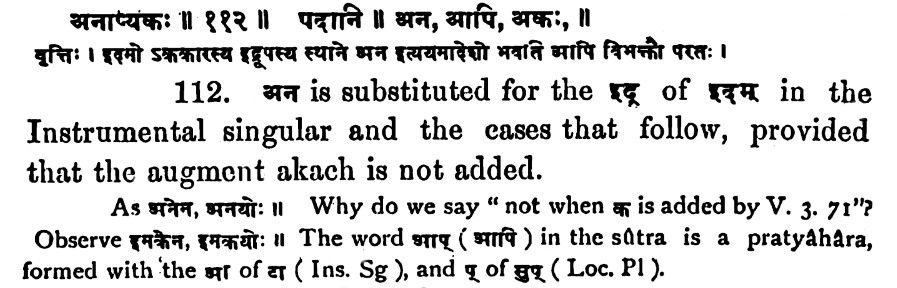 अनाप्यकः ॥ ११२ ॥ पदानि ॥ अन, आपि, अकः, ॥
वृत्तिः । इदमो ऽककारस्य इद्रूपस्य स्थाने अन इत्ययमादेशो भवति आपि विभक्तौ परतः ।
112. अन is substituted for the इद् of इदम् in the
Instrumental singular and the cases that follow, provided
that the augment akach is not added.
As अनेन, अनयोः ॥ Why do we say " not when क is added by V. 3. 71"?
Observe इमकेन, इमकयोः ॥ The word आप् ( आपि ) in the sûtra is a pratyâhâra,
formed with the आ of टा ( Ins. Sg ), and प् of सुप् ( Loc. Pl ).